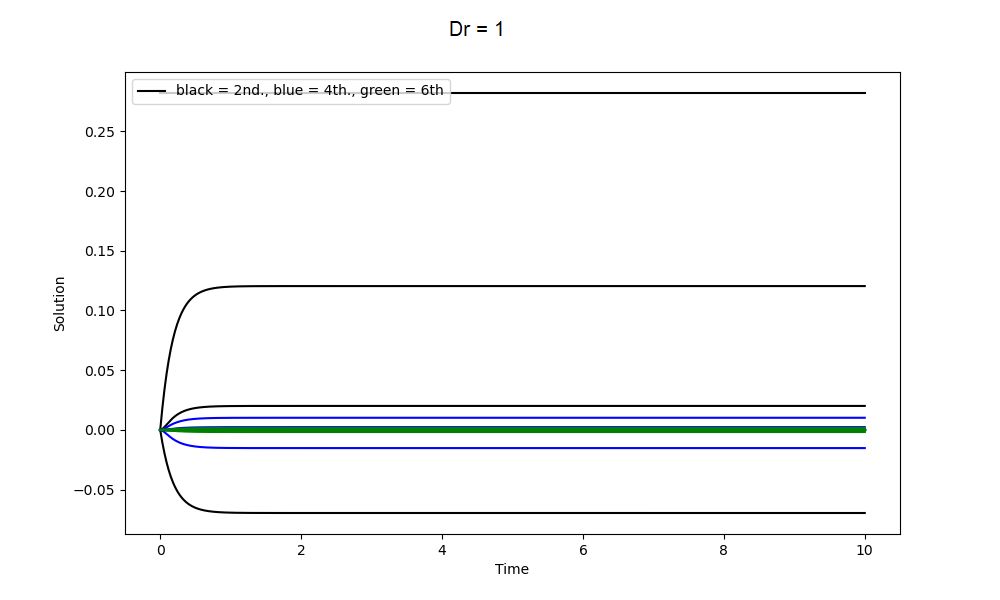 Dr = 1
black = 2nd., blue = 4th., green = 6th
0.25
0.20
0.15
0.10
0.05
0.00
−0.05
Solution
0 2 4 6 8 10
Time